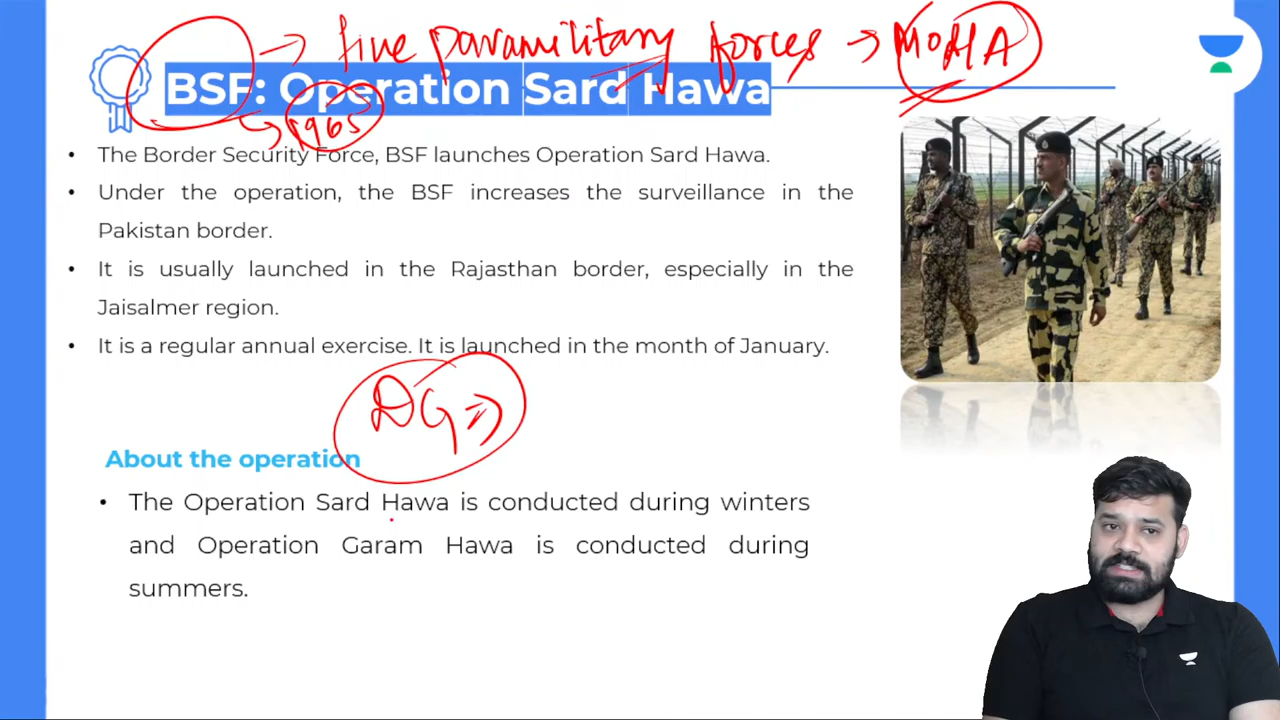 → five paramilitary forces → MoHA
BSF: Operation Sard Hawa
→ 1965
• The Border Security Force, BSF launches Operation Sard Hawa.
• Under the operation, the BSF increases the surveillance in the
Pakistan border.
• It is usually launched in the Rajasthan border, especially in the
Jaisalmer region.
• It is a regular annual exercise. It is launched in the month of January.
DG ⇒
About the operation
• The Operation Sard Hawa is conducted during winters
and Operation Garam Hawa is conducted during
summers.